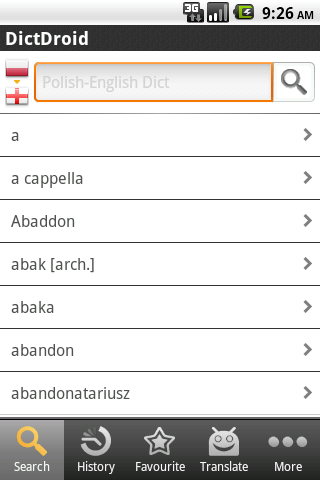 3G 9:26 AM
DictDroid
Polish-English Dict
a
a cappella
Abaddon
abak [arch.]
abaka
abandon
abandonatariusz
Search History Favourite Translate More